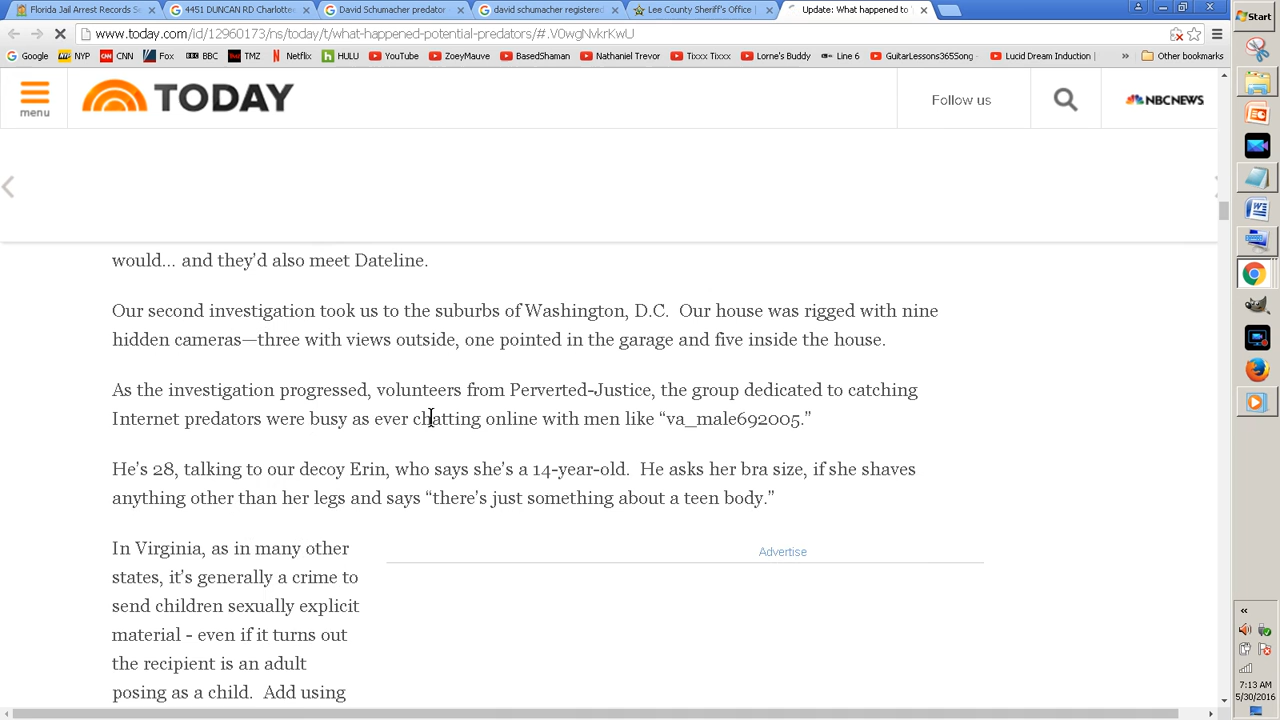 Florida Jail Arrest Records S
4451 DUNCAN RD Charlotte
David Schumacher predator
david schumacher registered
Lee County Sheriff's Office |
Update: What happened to '
Start
www.today.com/id/12960173/ns/today/t/what-happened-potential-predators/#.V0wgNvkrKwU
Google
NYP
CNN
Fox
BBC
TMZ
Netflix
HULU
YouTube
ZoeyMauve
BasedShaman
Nathaniel Trevor
Tixxx Tixxx
Lorne's Buddy
Line 6
GuitarLessons365Song
Lucid Dream Induction |
»
Other bookmarks
menu
TODAY
Follow us
NBCNEWS
would... and they'd also meet Dateline.
Our second investigation took us to the suburbs of Washington, D.C.  Our house was rigged with nine
hidden cameras—three with views outside, one pointed in the garage and five inside the house.
As the investigation progressed, volunteers from Perverted-Justice, the group dedicated to catching
Internet predators were busy as ever chatting online with men like “va_male692005.”
He's 28, talking to our decoy Erin, who says she's a 14-year-old.  He asks her bra size, if she shaves
anything other than her legs and says “there's just something about a teen body.”
In Virginia, as in many other
states, it's generally a crime to
send children sexually explicit
material - even if it turns out
the recipient is an adult
posing as a child.  Add using
Advertise
7:13 AM
5/30/2016